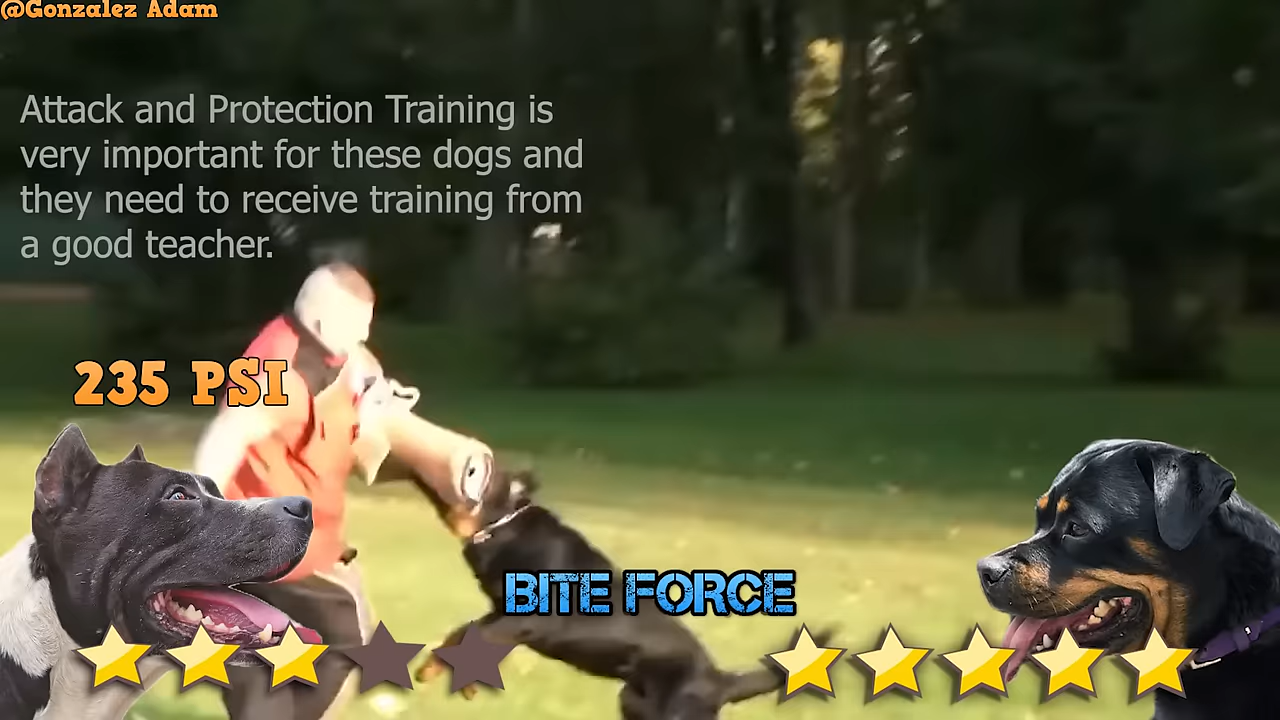 @Gonzalez Adam
Attack and Protection Training is
very important for these dogs and
they need to receive training from
a good teacher.
235 PSI
BITE FORCE